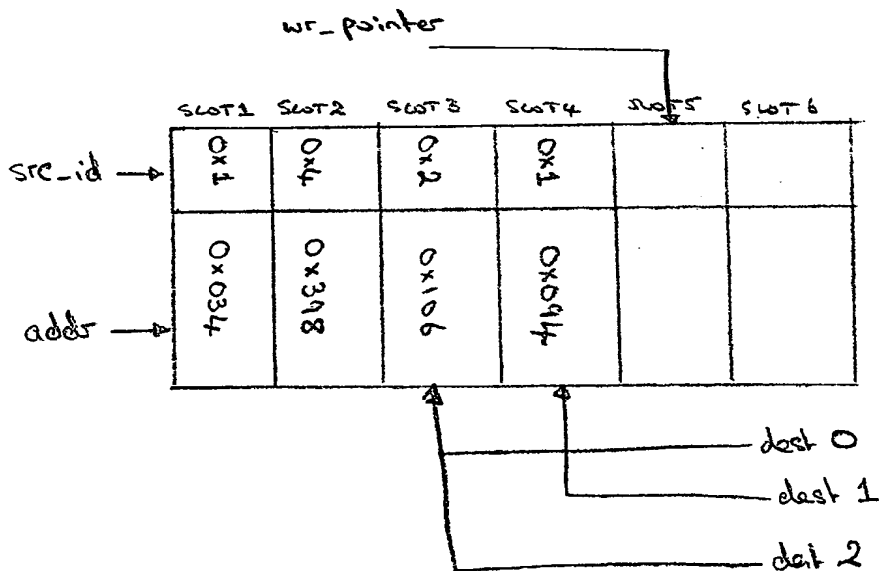 wr_pointer
SLOT1 SLOT2 SLOT3 SLOT4 SLOT5 SLOT6
src_id 0x1 0x4 0x2 0x1
addr 0x034 0x398 0x106 0x094
dest 0
dest 1
dest 2